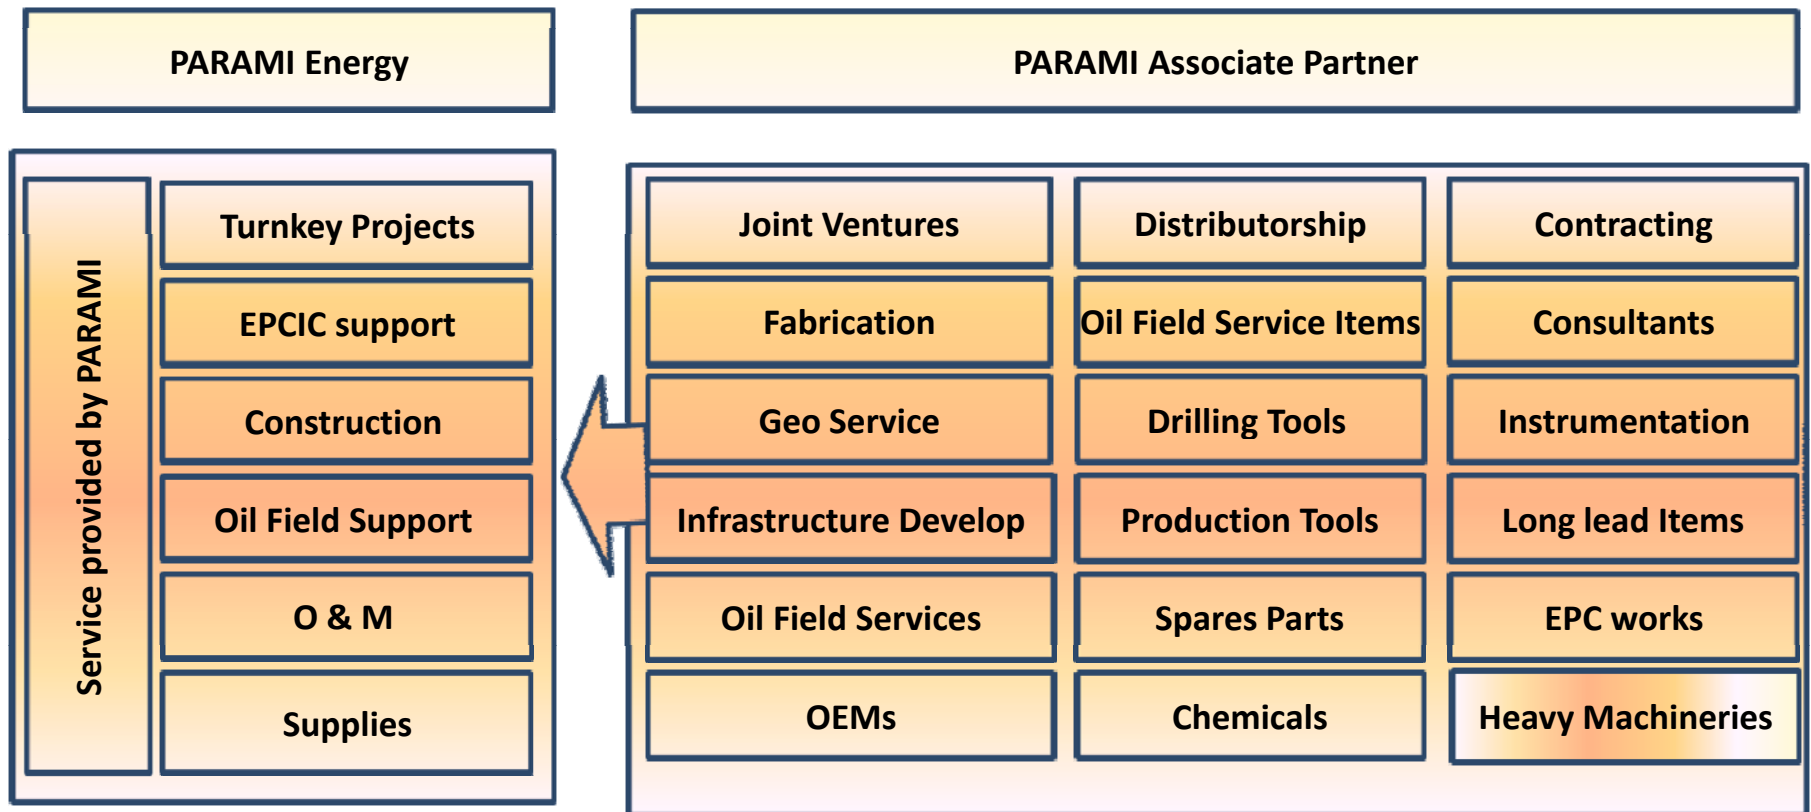 PARAMI Energy
PARAMI Associate Partner
Service provided by PARAMI
Turnkey Projects
EPCIC support
Construction
Oil Field Support
O & M
Supplies
Joint Ventures
Distributorship
Contracting
Fabrication
Oil Field Service Items
Consultants
Geo Service
Drilling Tools
Instrumentation
Infrastructure Develop
Production Tools
Long lead Items
Oil Field Services
Spares Parts
EPC works
OEMs
Chemicals
Heavy Machineries